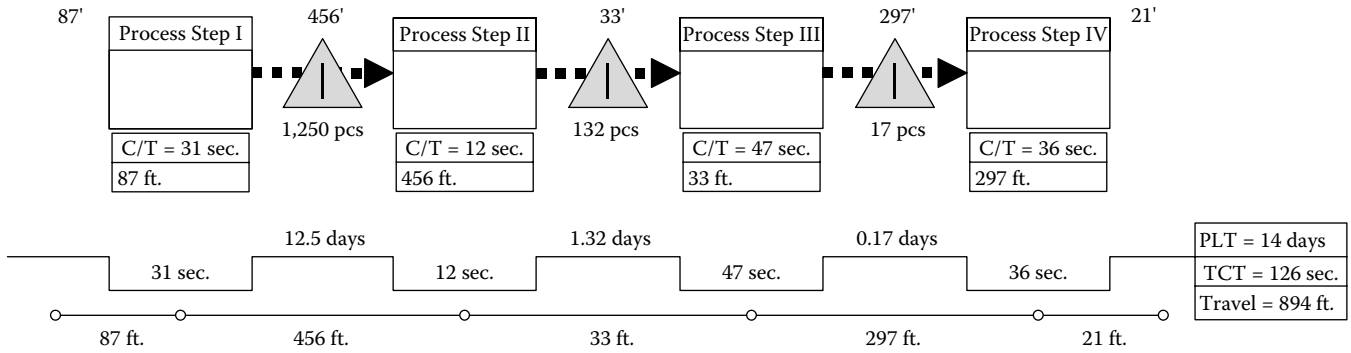 87' 456' 33' 297' 21'
Process Step I Process Step II Process Step III Process Step IV
1,250 pcs 132 pcs 17 pcs
C/T = 31 sec. C/T = 12 sec. C/T = 47 sec. C/T = 36 sec.
87 ft. 456 ft. 33 ft. 297 ft.
12.5 days 1.32 days 0.17 days PLT = 14 days
31 sec. 12 sec. 47 sec. 36 sec. TCT = 126 sec.
Travel = 894 ft.
87 ft. 456 ft. 33 ft. 297 ft. 21 ft.